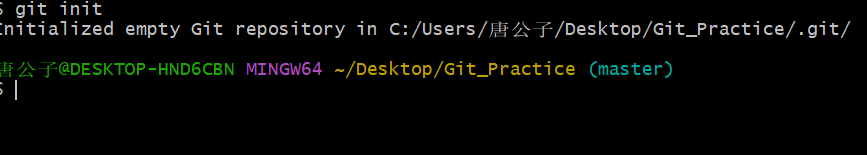 $ git init
Initialized empty Git repository in C:/Users/唐公子/Desktop/Git_Practice/.git/
唐公子@DESKTOP-HND6CBN MINGW64 ~/Desktop/Git_Practice (master)
$